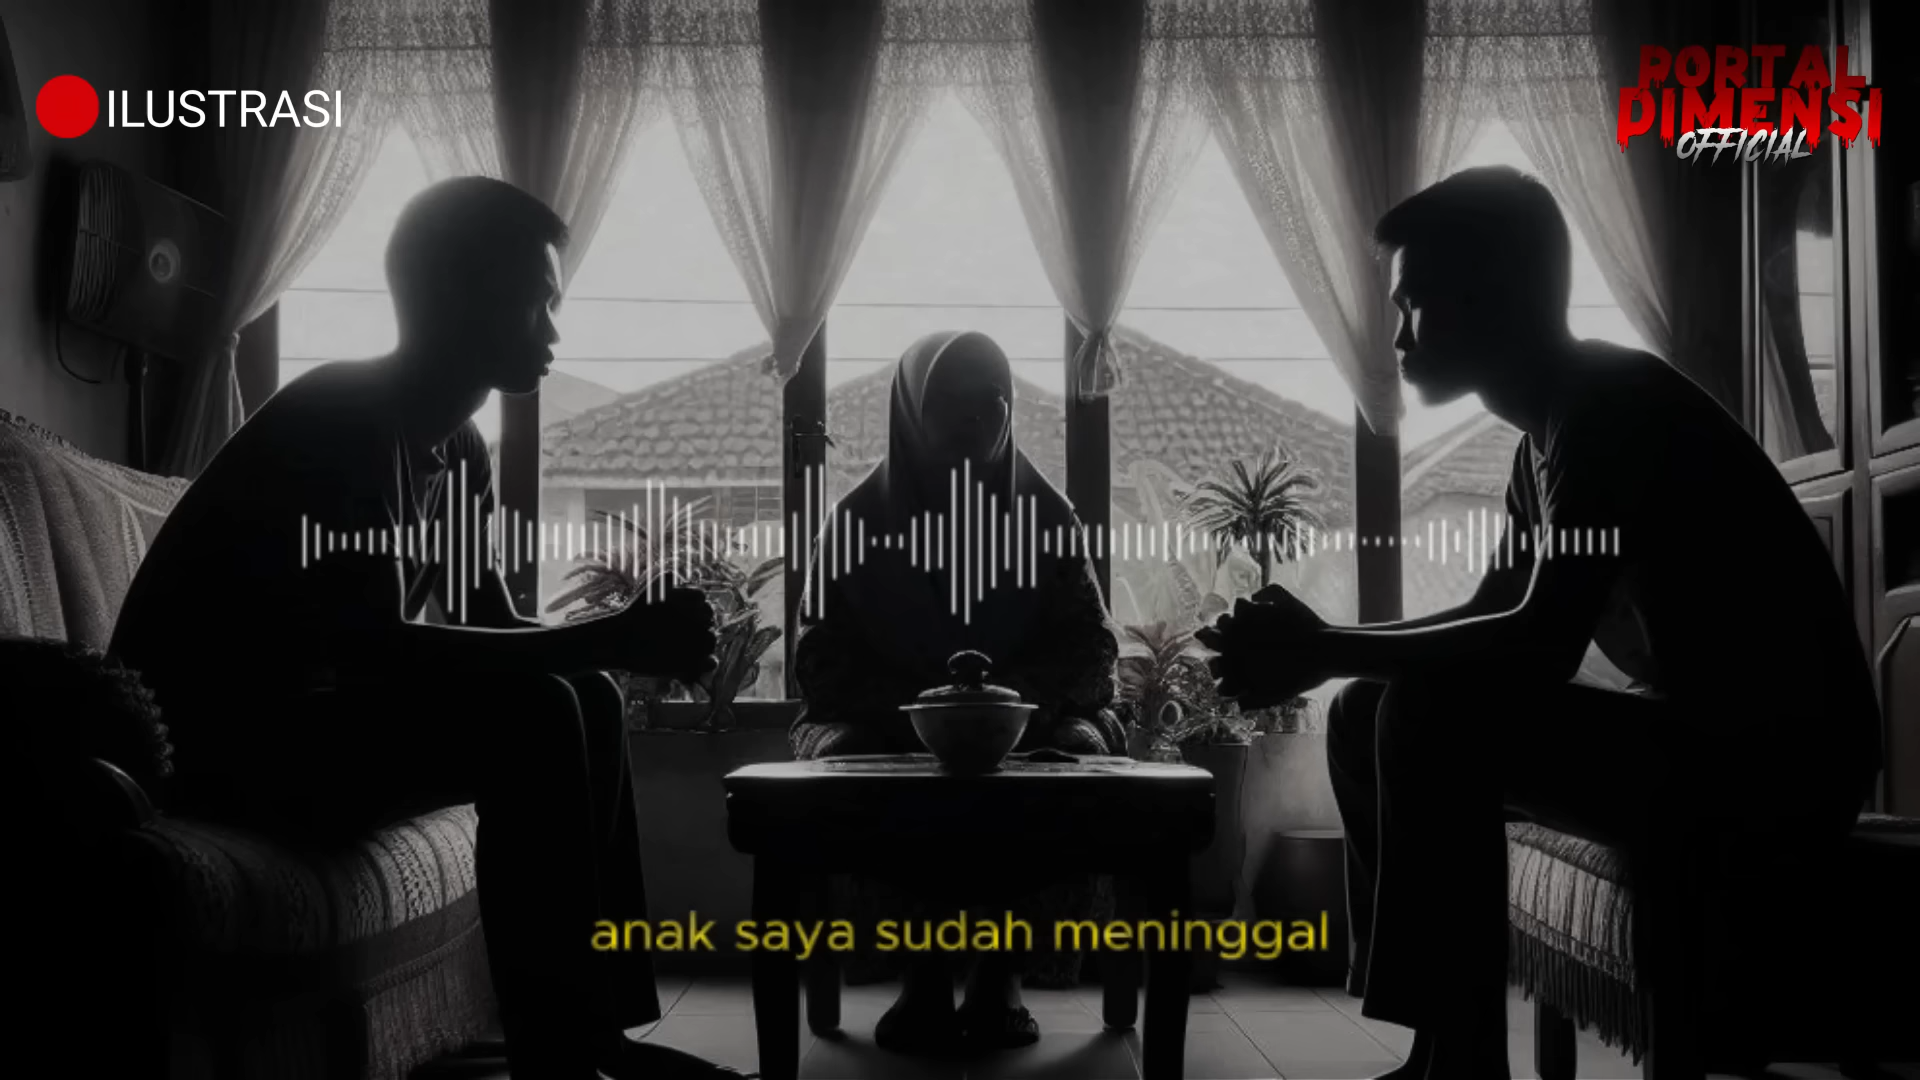 ILUSTRASI
PORTAL
DIMENSI
OFFICIAL
anak saya sudah meninggal